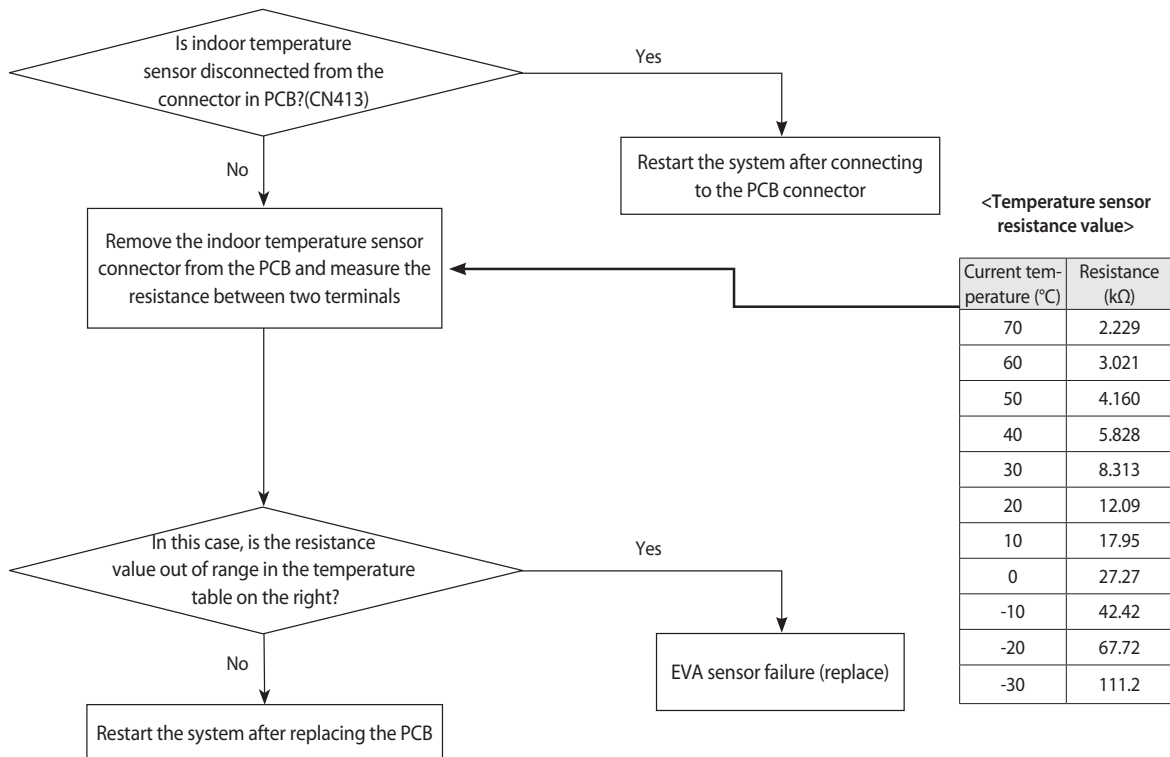 Is indoor temperature
sensor disconnected from the
connector in PCB?(CN413)
Yes
No
Restart the system after connecting
to the PCB connector
Remove the indoor temperature sensor
connector from the PCB and measure the
resistance between two terminals
<Temperature sensor
resistance value>
Current tem- Resistance
perature (°C) (kΩ)
70 2.229
60 3.021
50 4.160
40 5.828
30 8.313
20 12.09
10 17.95
0 27.27
-10 42.42
-20 67.72
-30 111.2
In this case, is the resistance
value out of range in the temperature
table on the right?
Yes
No
EVA sensor failure (replace)
Restart the system after replacing the PCB